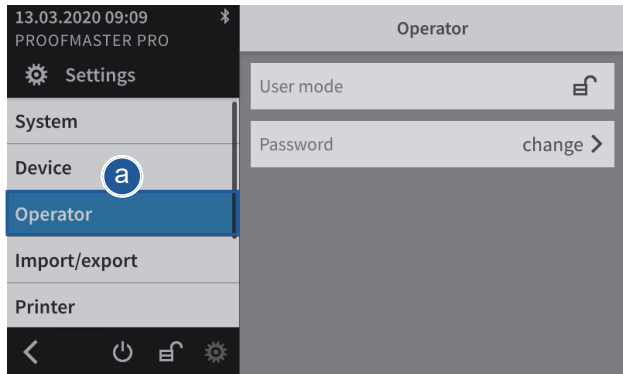 13.03.2020 09:09
PROOFMASTER PRO
Settings
System
Device
a
Operator
Import/export
Printer
Operator
User mode
Password change